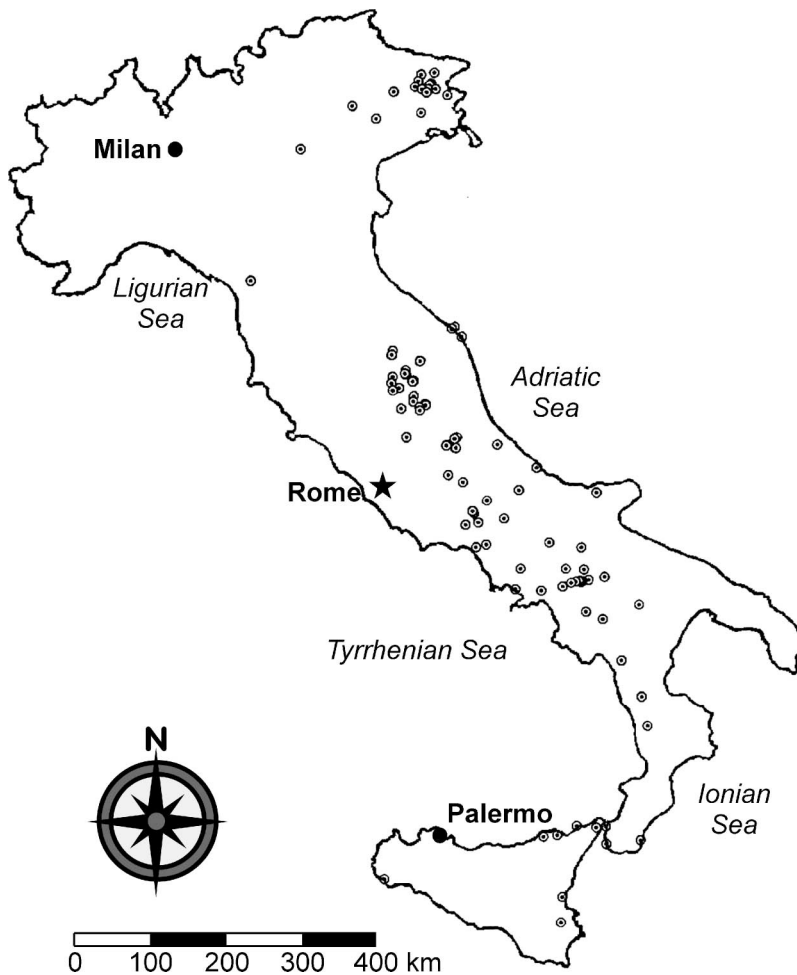 Milan
Ligurian
Sea
Adriatic
Sea
Rome
Tyrrhenian Sea
N
Palermo
Ionian
Sea
0 100 200 300 400 km